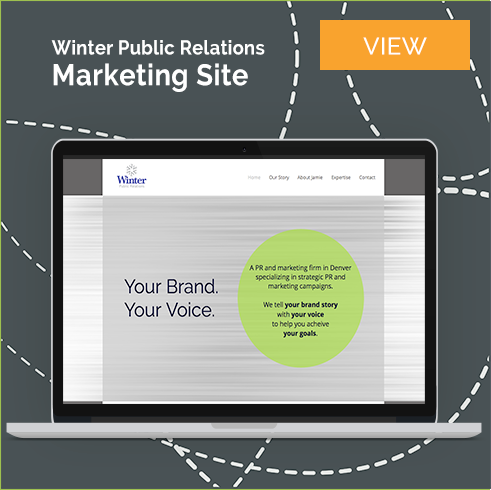 Winter Public Relations
Marketing Site
VIEW
Winter
Public Relations
Home Our Story About Jamie Expertise Contact
Your Brand.
Your Voice.
A PR and marketing firm in Denver
specializing in strategic PR and
marketing campaigns.
We tell your brand story
with your voice
to help you acheive
your goals.